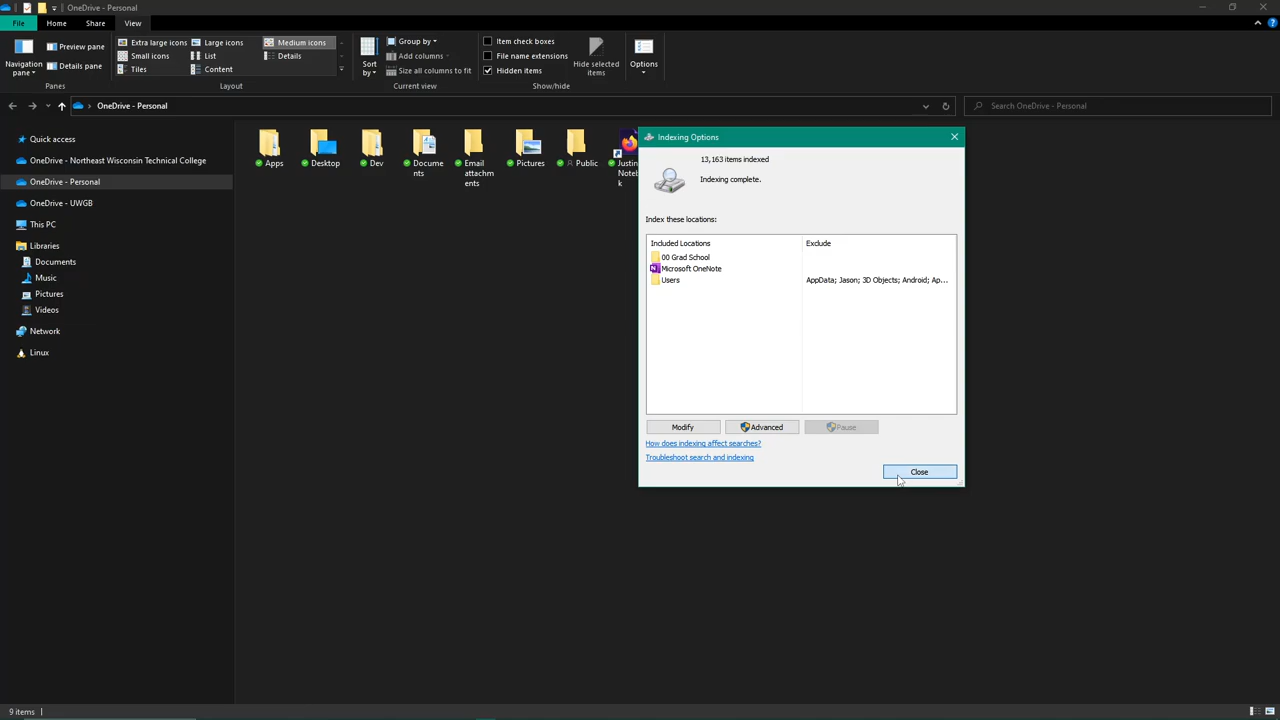 OneDrive - Personal
File Home Share View
Navigation pane
Preview pane
Details pane
Panes
Extra large icons Large icons Medium icons
Small icons List Details
Tiles Content
Layout
Sort by
Group by
Add columns
Size all columns to fit
Current view
Item check boxes
File name extensions
Hidden items
Hide selected items
Show/hide
Options
OneDrive - Personal
Search OneDrive - Personal
Quick access
OneDrive - Northeast Wisconsin Technical College
OneDrive - Personal
OneDrive - UWGB
This PC
Libraries
Documents
Music
Pictures
Videos
Network
Linux
Apps
Desktop
Dev
Docume
nts
Email
attachm
ents
Pictures
Public
Indexing Options
13,163 items indexed
Indexing complete.
Index these locations:
Included Locations Exclude
00 Grad School
Microsoft OneNote
Users AppData; Jason; 3D Objects; Android; Ap...
Modify Advanced Pause
How does indexing affect searches?
Troubleshoot search and indexing
Close
9 items